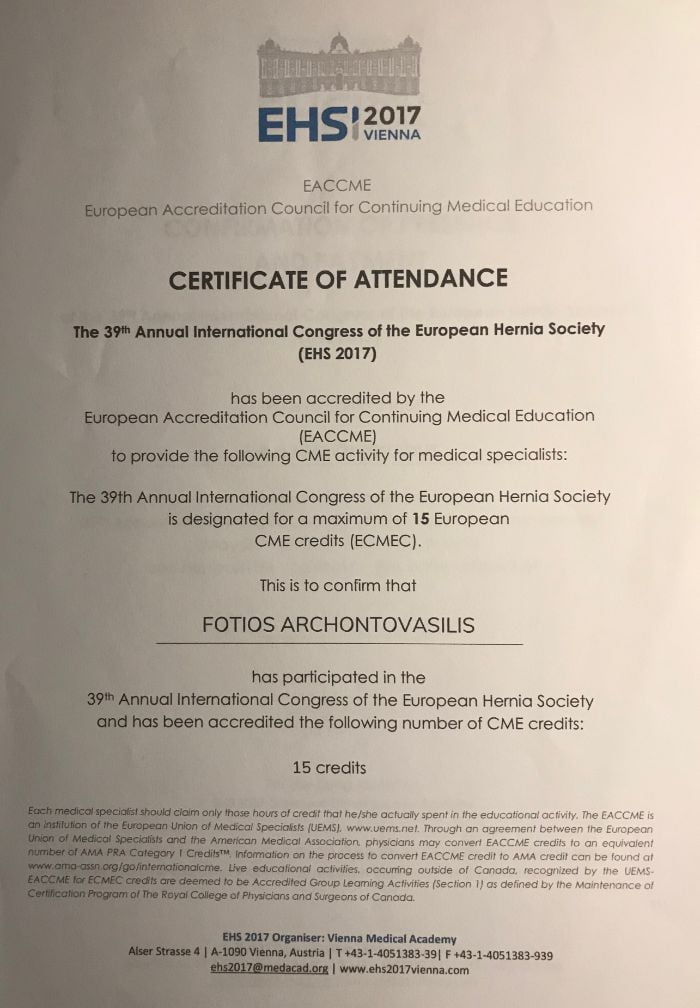 EHS 2017
VIENNA
EACCME
European Accreditation Council for Continuing Medical Education
CERTIFICATE OF ATTENDANCE
The 39th Annual International Congress of the European Hernia Society
(EHS 2017)
has been accredited by the
European Accreditation Council for Continuing Medical Education
(EACCME)
to provide the following CME activity for medical specialists:
The 39th Annual International Congress of the European Hernia Society
is designated for a maximum of 15 European
CME credits (ECMEC).
This is to confirm that
FOTIOS ARCHONTOVASILIS
has participated in the
39th Annual International Congress of the European Hernia Society
and has been accredited the following number of CME credits:
15 credits
Each medical specialist should claim only those hours of credit that he/she actually spent in the educational activity. The EACCME is
an institution of the European Union of Medical Specialists (UEMS), www.uems.net. Through an agreement between the European
Union of Medical Specialists and the American Medical Association, physicians may convert EACCME credits to an equivalent
number of AMA PRA Category 1 Credits™. Information on the process to convert EACCME credit to AMA credit can be found at
www.ama-assn.org/go/internationalcme. Live educational activities, occurring outside of Canada, recognized by the UEMS-
EACCME for ECMEC credits are deemed to be Accredited Group Learning Activities (Section 1) as defined by the Maintenance of
Certification Program of The Royal College of Physicians and Surgeons of Canada.
EHS 2017 Organiser: Vienna Medical Academy
Alser Strasse 4 | A-1090 Vienna, Austria | T +43-1-4051383-39| F +43-1-4051383-939
ehs2017@medacad.org | www.ehs2017vienna.com